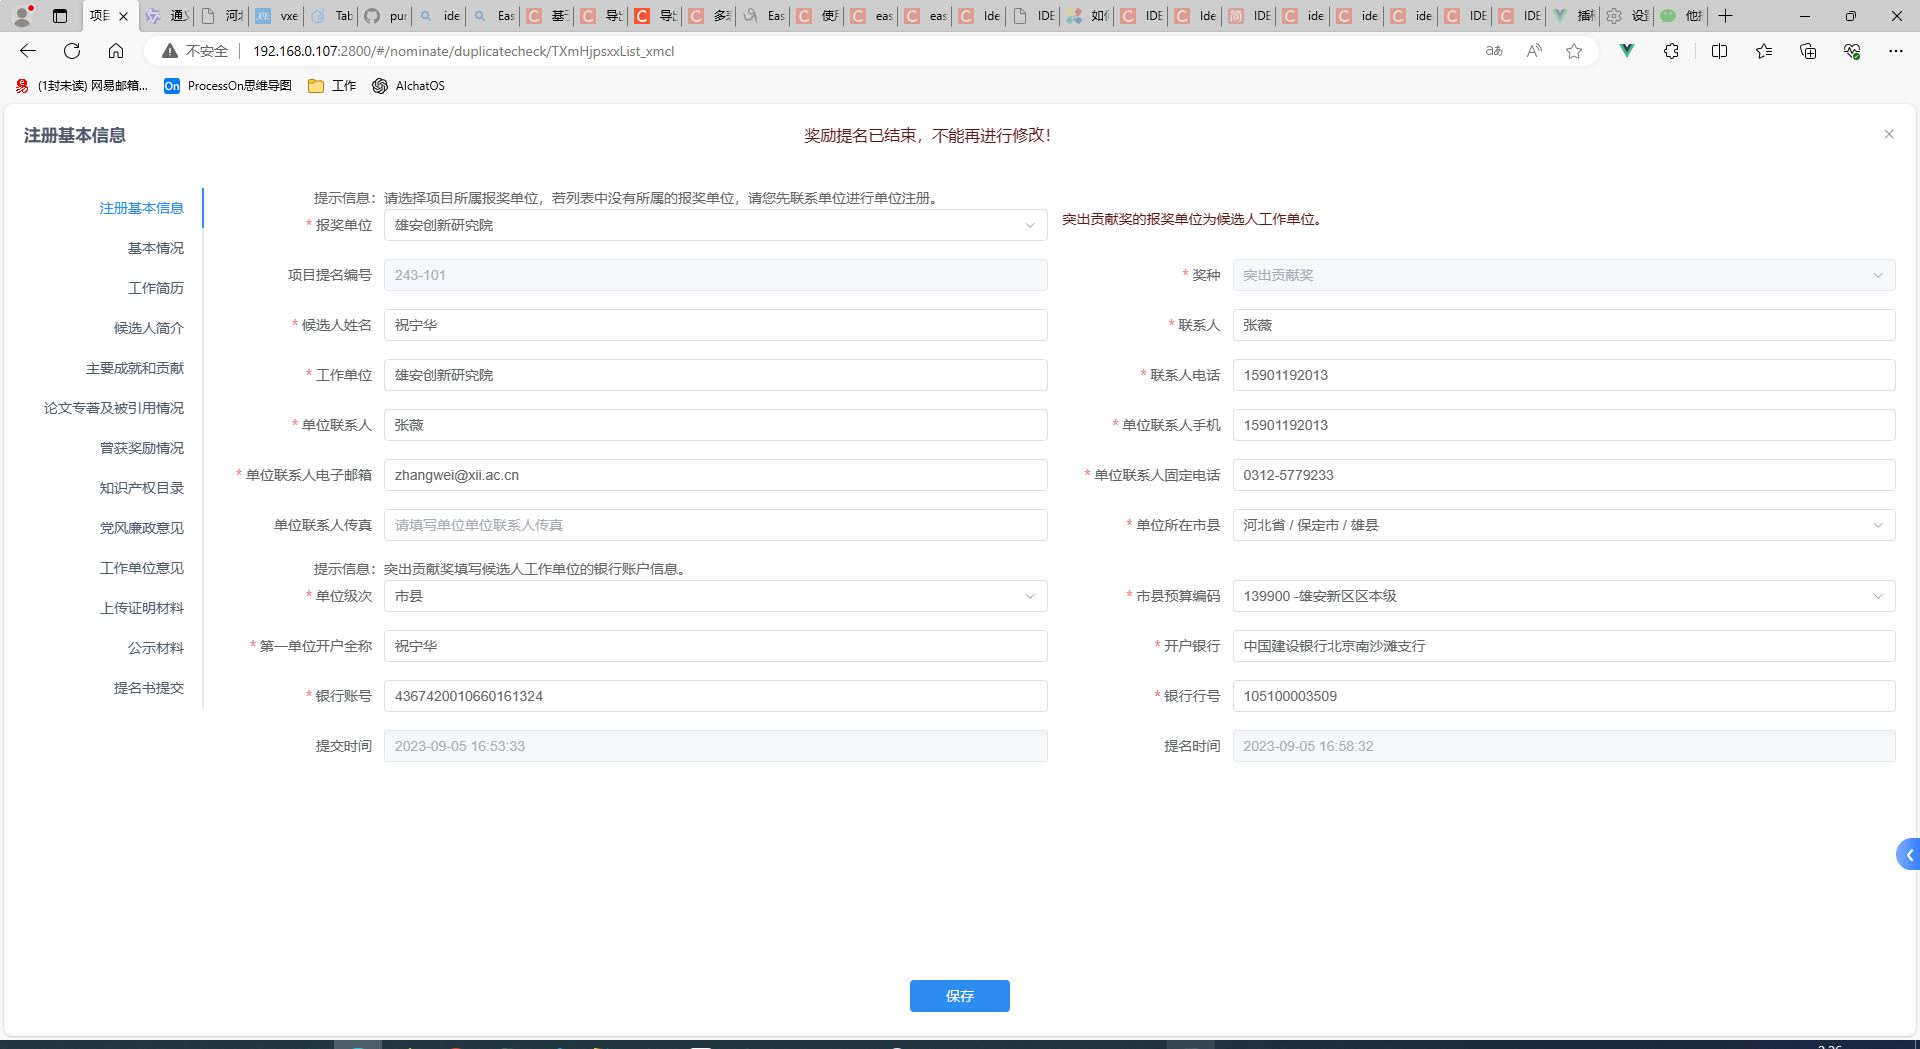 项目
通义
河北
vxe
Tab
pur
ide
Eas
基于
导出
导出
多表
Eas
使用
eas
eas
Ide
IDE
如何
IDE
Ide
IDE
ide
ide
ide
IDE
IDE
插件
设置
他换
不安全 192.168.0.107:2800/#/nominate/duplicatecheck/TXmHjpsxxList_xmcl
(1封未读) 网易邮箱... ProcessOn思维导图 工作 AIchatOS
注册基本信息 奖励提名已结束，不能再进行修改！
注册基本信息
基本情况
工作简历
候选人简介
主要成就和贡献
论文专著及被引用情况
曾获奖励情况
知识产权目录
党风廉政意见
工作单位意见
上传证明材料
公示材料
提名书提交
提示信息：请选择项目所属报奖单位，若列表中没有所属的报奖单位，请您先联系单位进行单位注册。
* 报奖单位 雄安创新研究院 突出贡献奖的报奖单位为候选人工作单位。
项目提名编号 243-101 * 奖种 突出贡献奖
* 候选人姓名 祝宁华 * 联系人 张薇
* 工作单位 雄安创新研究院 * 联系人电话 15901192013
* 单位联系人 张薇 * 单位联系人手机 15901192013
* 单位联系人电子邮箱 zhangwei@xii.ac.cn * 单位联系人固定电话 0312-5779233
单位联系人传真 请填写单位单位联系人传真 * 单位所在市县 河北省 / 保定市 / 雄县
提示信息：突出贡献奖填写候选人工作单位的银行账户信息。
* 单位级次 市县 * 市县预算编码 139900 -雄安新区区本级
* 第一单位开户全称 祝宁华 * 开户银行 中国建设银行北京南沙滩支行
* 银行账号 4367420010660161324 * 银行行号 105100003509
提交时间 2023-09-05 16:53:33 提名时间 2023-09-05 16:58:32
保存